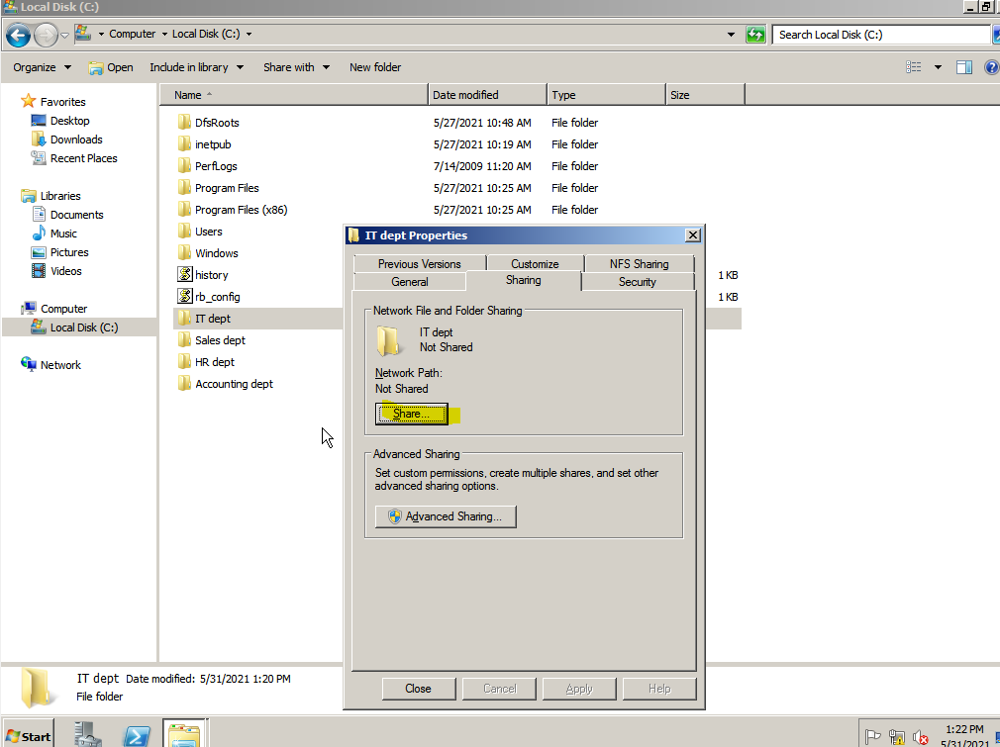 Local Disk (C:)
Computer Local Disk (C:)
Search Local Disk (C:)
Organize Open Include in library Share with New folder
Favorites
Desktop
Downloads
Recent Places
Libraries
Documents
Music
Pictures
Videos
Computer
Local Disk (C:)
Network
Name Date modified Type Size
DfsRoots 5/27/2021 10:48 AM File folder
inetpub 5/27/2021 10:19 AM File folder
PerfLogs 7/14/2009 11:20 AM File folder
Program Files 5/27/2021 10:25 AM File folder
Program Files (x86) 5/27/2021 10:25 AM File folder
Users
Windows
history 1 KB
rb_config 1 KB
IT dept
Sales dept
HR dept
Accounting dept
IT dept Properties
Previous Versions Customize NFS Sharing
General Sharing Security
Network File and Folder Sharing
IT dept
Not Shared
Network Path:
Not Shared
Share...
Advanced Sharing
Set custom permissions, create multiple shares, and set other
advanced sharing options.
Advanced Sharing...
Close Cancel Apply Help
IT dept Date modified: 5/31/2021 1:20 PM
File folder
Start
1:22 PM
5/31/2021